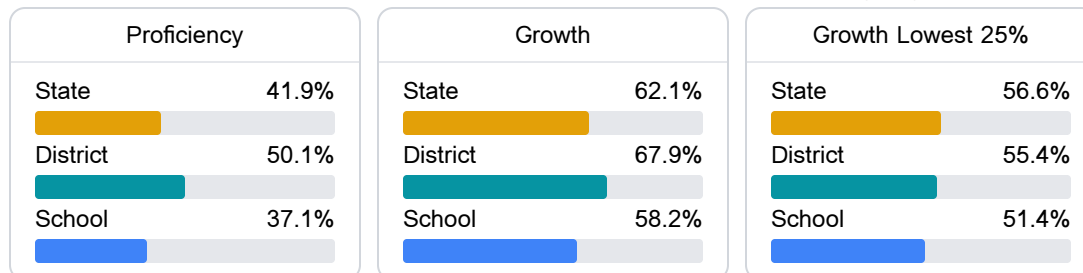 Proficiency
State 41.9%
District 50.1%
School 37.1%
Growth
State 62.1%
District 67.9%
School 58.2%
Growth Lowest 25%
State 56.6%
District 55.4%
School 51.4%